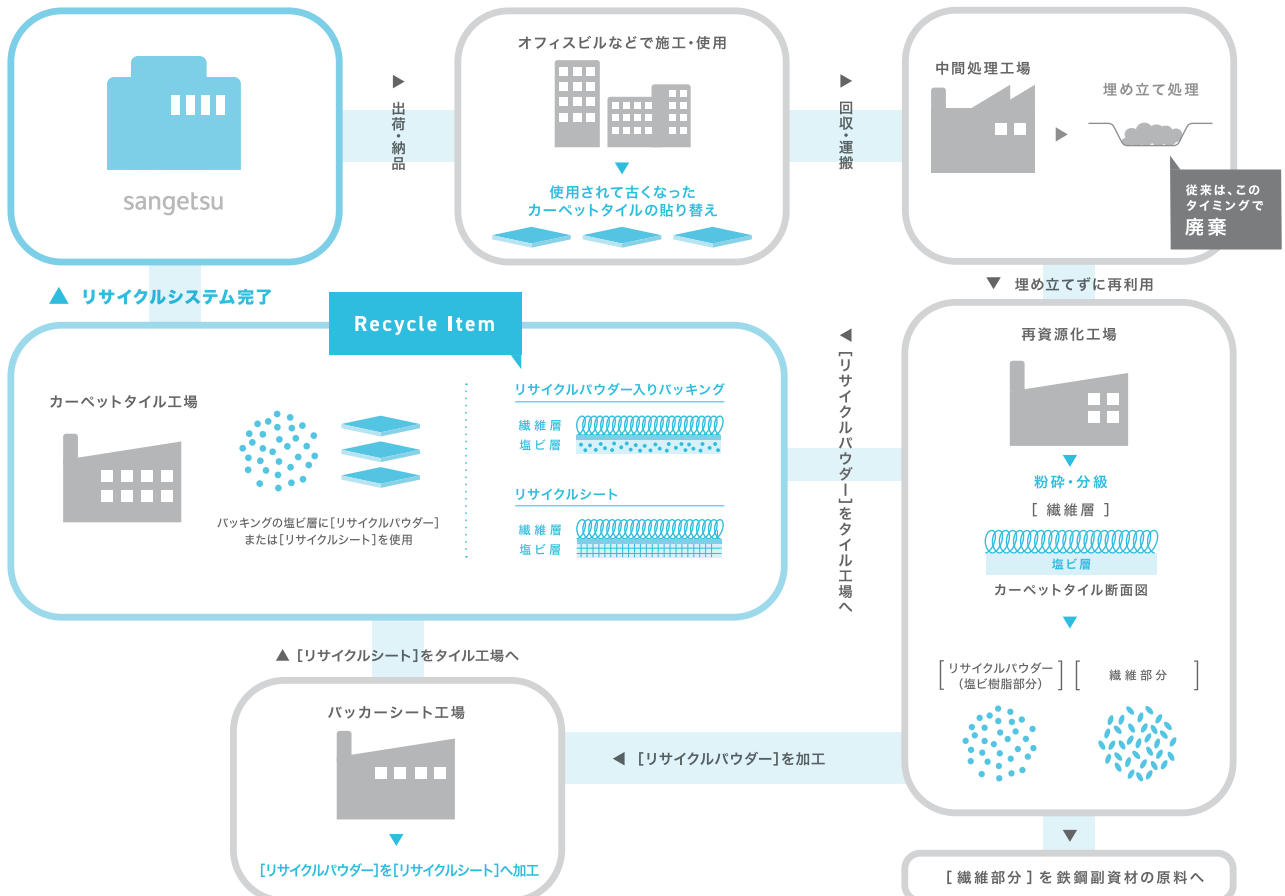 sangetsu
▶
出荷・納品
オフィスビルなどで施工・使用
▼
使用されて古くなった
カーペットタイルの貼り替え
▶
回収・運搬
中間処理工場
▶
埋め立て処理
従来は、この
タイミングで
廃棄
▼ 埋め立てずに再利用
再資源化工場
▼
粉砕・分級
[ 繊維層 ]
塩ビ層
カーペットタイル断面図
▼
[リサイクルパウダー
(塩ビ樹脂部分)]
[ 繊維部分 ]
▼
[ 繊維部分 ] を鉄鋼副資材の原料へ
◀ [リサイクルパウダー]を加工
バッカーシート工場
▼
[リサイクルパウダー]を[リサイクルシート]へ加工
▲ [リサイクルシート]をタイル工場へ
◀ [リサイクルパウダー]をタイル工場へ
Recycle Item
カーペットタイル工場
バッキングの塩ビ層に[リサイクルパウダー]
または[リサイクルシート]を使用
リサイクルパウダー入りバッキング
繊維層
塩ビ層
リサイクルシート
繊維層
塩ビ層
▲ リサイクルシステム完了